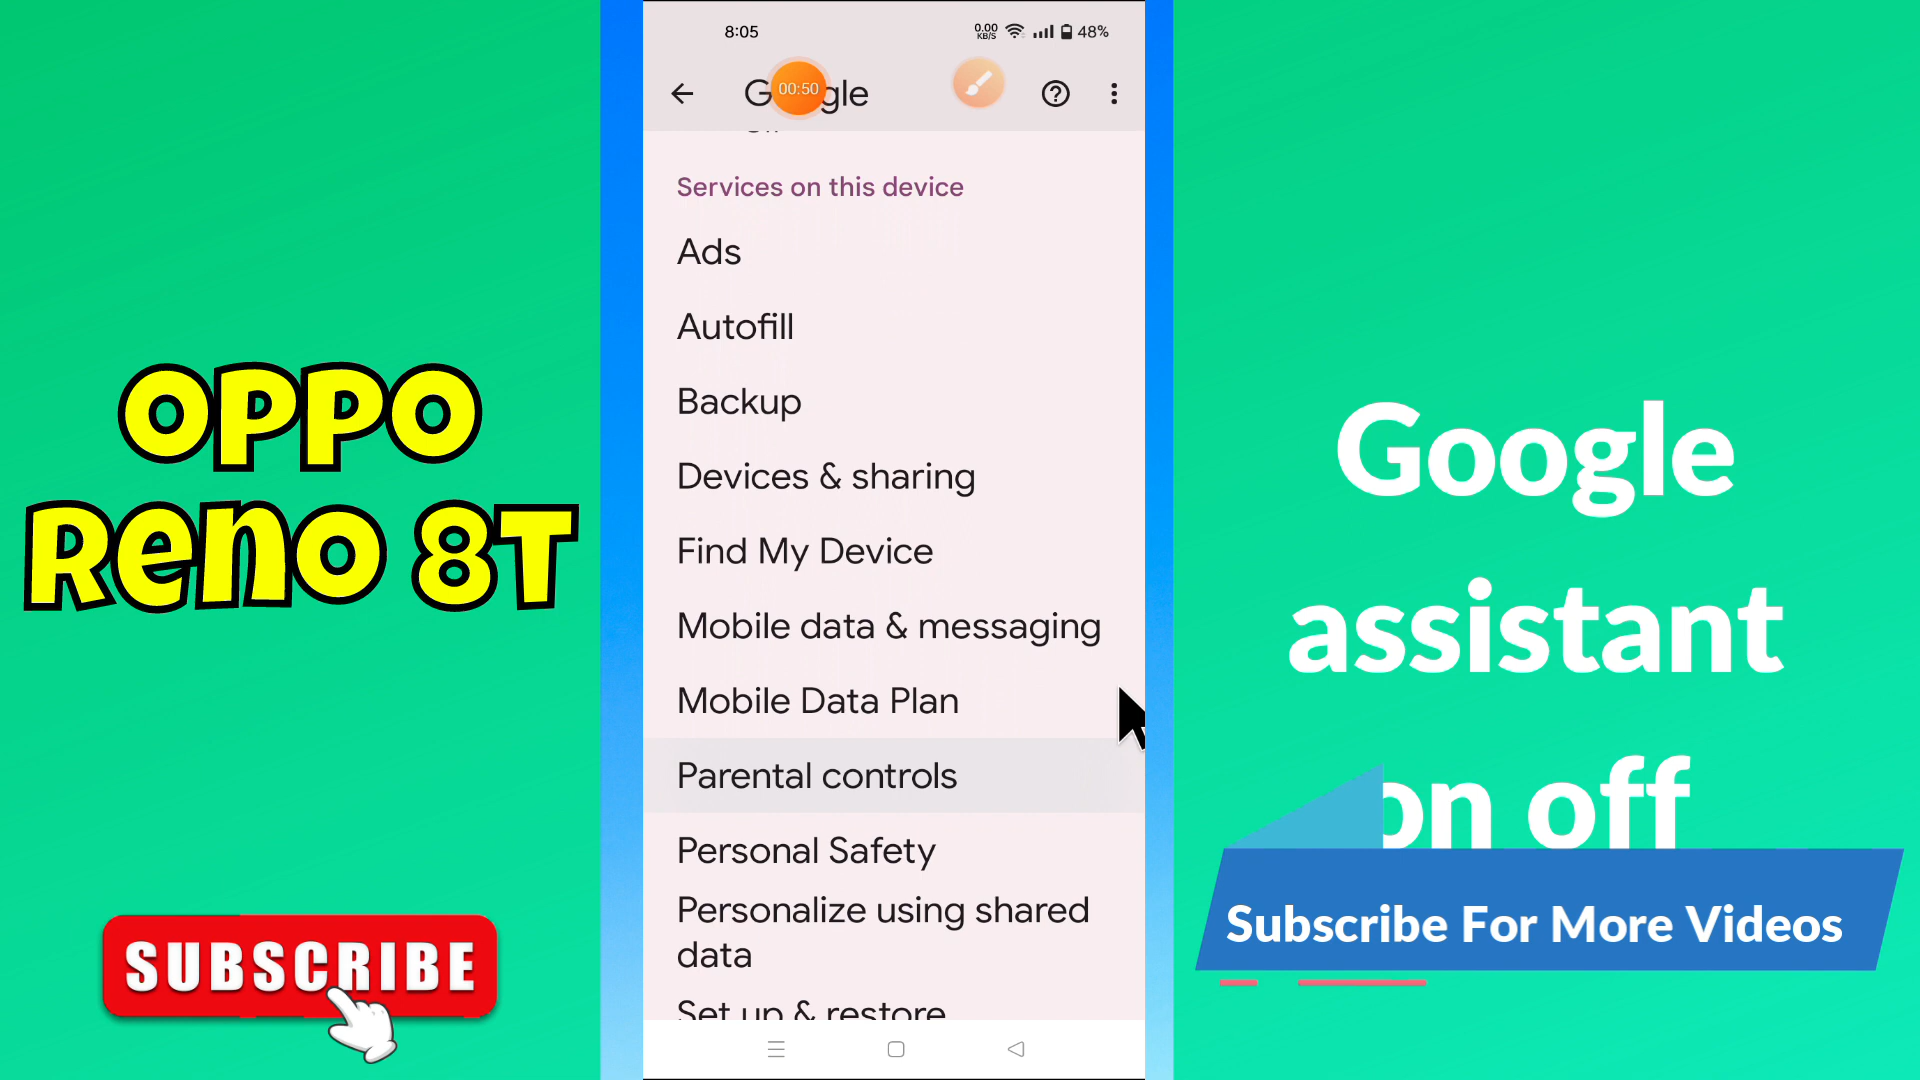 OPPO
Reno 8T
SUBSCRIBE
8:05
0.00
KB/S
48%
00:50
Services on this device
Ads
Autofill
Backup
Devices & sharing
Find My Device
Mobile data & messaging
Mobile Data Plan
Parental controls
Personal Safety
Personalize using shared
data
Set up & restore
Google
assistant
on off
Subscribe For More Videos